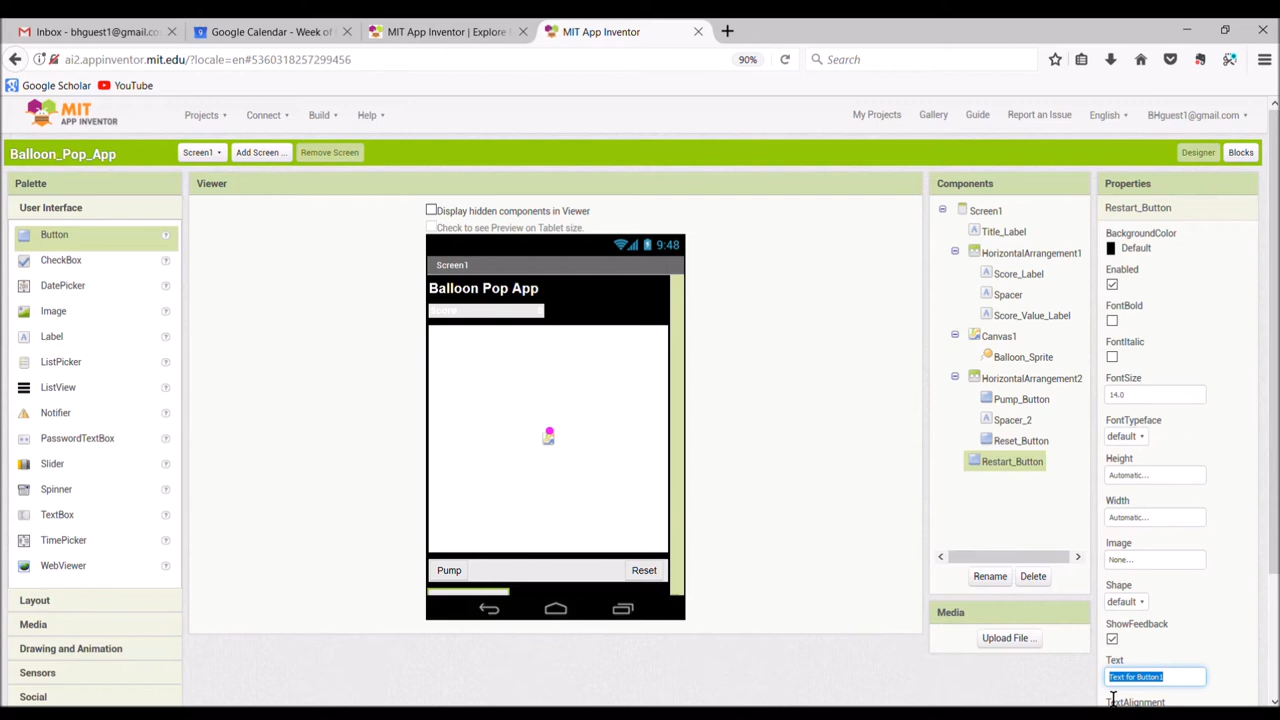 Inbox - bhguest1@gmail.co
Google Calendar - Week of
MIT App Inventor | Explore M
MIT App Inventor
ai2.appinventor.mit.edu/?locale=en#5360318257299456
90%
Search
Google Scholar
YouTube
MIT
APP INVENTOR
Projects
Connect
Build
Help
My Projects
Gallery
Guide
Report an Issue
English
BHguest1@gmail.com
Balloon_Pop_App
Screen1
Add Screen ...
Remove Screen
Designer
Blocks
Palette
User Interface
Button
CheckBox
DatePicker
Image
Label
ListPicker
ListView
Notifier
PasswordTextBox
Slider
Spinner
TextBox
TimePicker
WebViewer
Layout
Media
Drawing and Animation
Sensors
Social
Viewer
Display hidden components in Viewer
Check to see Preview on Tablet size.
9:48
Screen1
Balloon Pop App
Score
Pump
Reset
Components
Screen1
Title_Label
HorizontalArrangement1
Score_Label
Spacer
Score_Value_Label
Canvas1
Balloon_Sprite
HorizontalArrangement2
Pump_Button
Spacer_2
Reset_Button
Restart_Button
Rename
Delete
Media
Upload File ...
Properties
Restart_Button
BackgroundColor
Default
Enabled
FontBold
FontItalic
FontSize
14.0
FontTypeface
default
Height
Automatic...
Width
Automatic...
Image
None...
Shape
default
ShowFeedback
Text
Text for Button1
TextAlignment